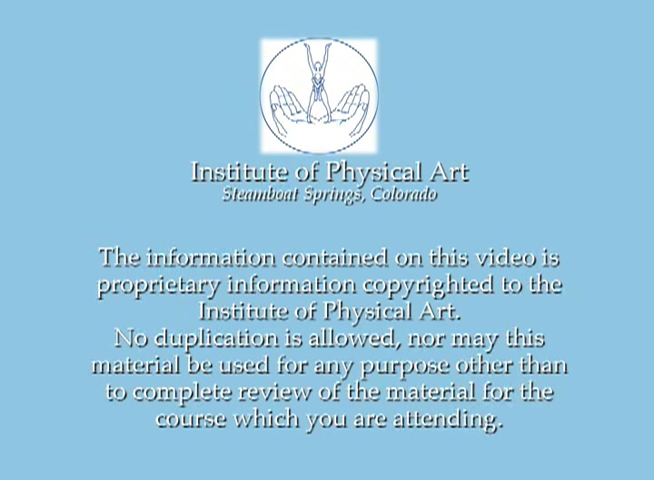 Institute of Physical Art
Steamboat Springs, Colorado
The information contained on this video is
proprietary information copyrighted to the
Institute of Physical Art.
No duplication is allowed, nor may this
material be used for any purpose other than
to complete review of the material for the
course which you are attending.